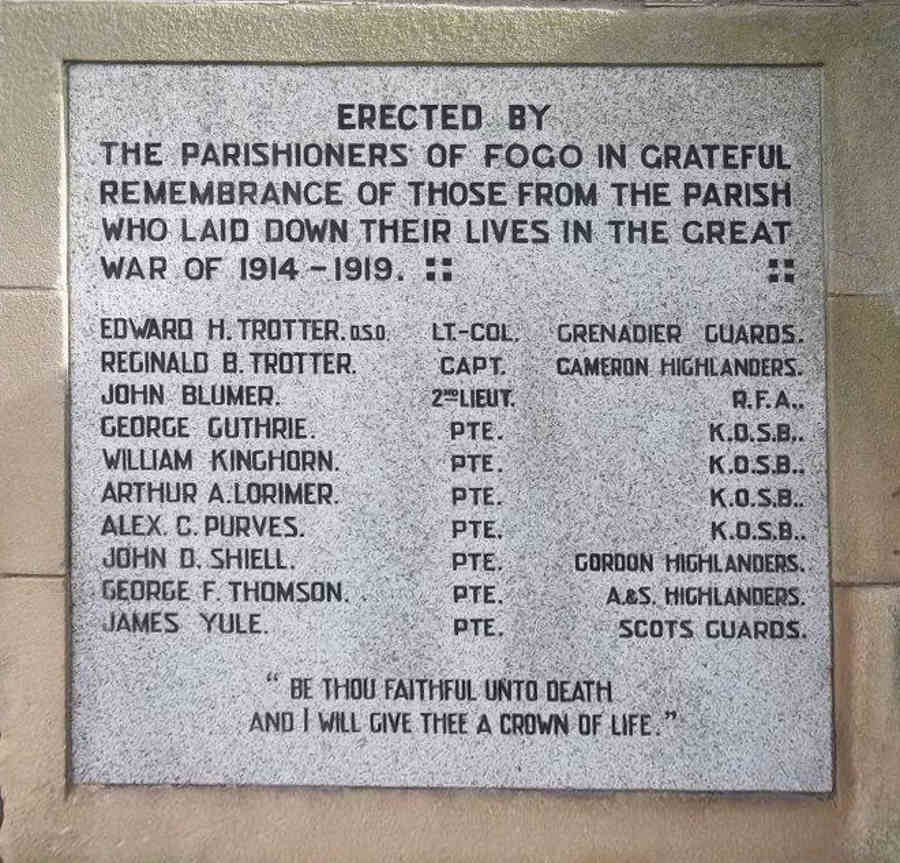 ERECTED BY
THE PARISHIONERS OF FOGO IN GRATEFUL
REMEMBRANCE OF THOSE FROM THE PARISH
WHO LAID DOWN THEIR LIVES IN THE GREAT
WAR OF 1914 – 1919. :: ::
EDWARD H. TROTTER. D.S.O. LT.-COL. GRENADIER GUARDS.
REGINALD B. TROTTER. CAPT. CAMERON HIGHLANDERS.
JOHN BLUMER. 2ND LIEUT. R.F.A..
GEORGE GUTHRIE. PTE. K.O.S.B..
WILLIAM KINGHORN. PTE. K.O.S.B..
ARTHUR A. LORIMER. PTE. K.O.S.B..
ALEX. C. PURVES. PTE. K.O.S.B..
JOHN D. SHIELL. PTE. GORDON HIGHLANDERS.
GEORGE F. THOMSON. PTE. A.&S. HIGHLANDERS.
JAMES YULE. PTE. SCOTS GUARDS.
“ BE THOU FAITHFUL UNTO DEATH
AND I WILL GIVE THEE A CROWN OF LIFE.”